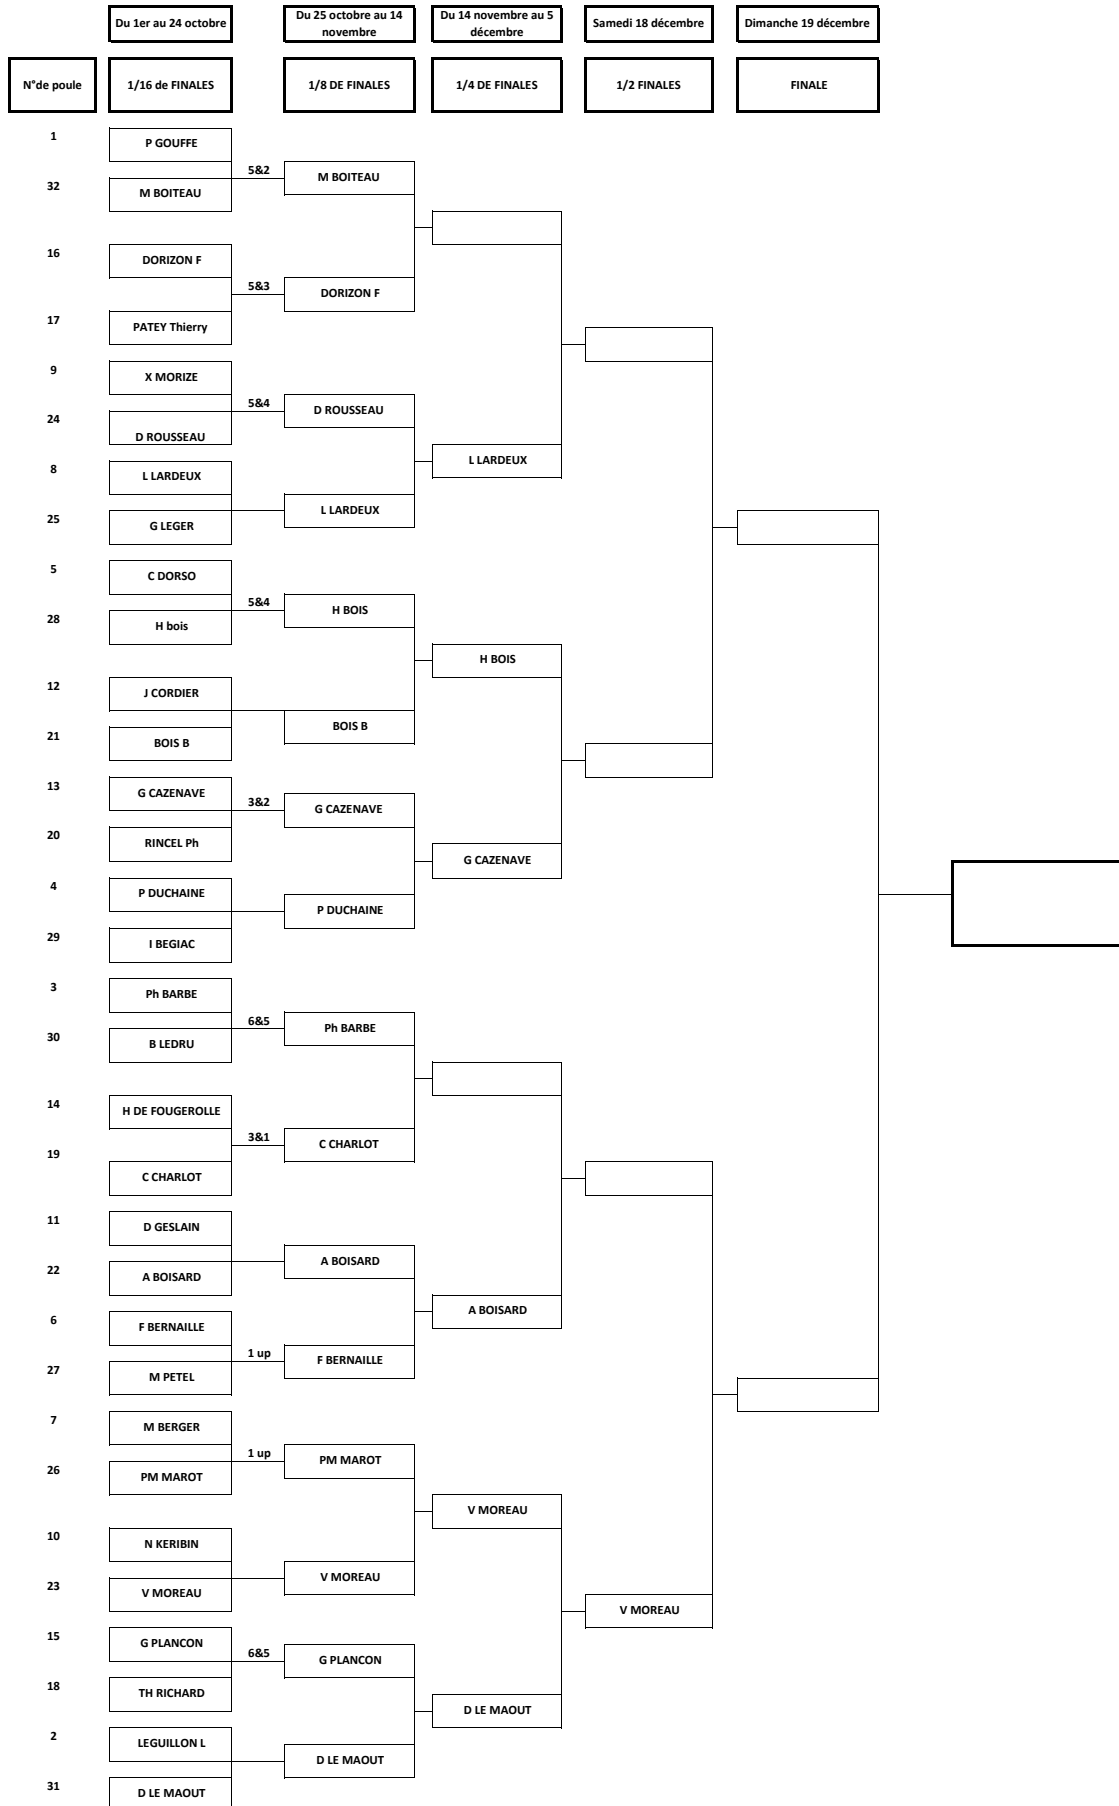 Du 1er au 24 octobre
Du 25 octobre au 14
novembre
Du 14 novembre au 5
décembre
Samedi 18 décembre
Dimanche 19 décembre
N°de poule
1/16 de FINALES
1/8 DE FINALES
1/4 DE FINALES
1/2 FINALES
FINALE
1
P GOUFFE
5&2
M BOITEAU
32
M BOITEAU
16
DORIZON F
5&3
DORIZON F
17
PATEY Thierry
9
X MORIZE
5&4
D ROUSSEAU
24
D ROUSSEAU
L LARDEUX
8
L LARDEUX
L LARDEUX
25
G LEGER
5
C DORSO
5&4
H BOIS
28
H bois
H BOIS
12
J CORDIER
BOIS B
21
BOIS B
13
G CAZENAVE
3&2
G CAZENAVE
20
RINCEL Ph
G CAZENAVE
4
P DUCHAINE
P DUCHAINE
29
I BEGIAC
3
Ph BARBE
6&5
Ph BARBE
30
B LEDRU
14
H DE FOUGEROLLE
3&1
C CHARLOT
19
C CHARLOT
11
D GESLAIN
A BOISARD
22
A BOISARD
A BOISARD
6
F BERNAILLE
1 up
F BERNAILLE
27
M PETEL
7
M BERGER
1 up
PM MAROT
26
PM MAROT
V MOREAU
10
N KERIBIN
V MOREAU
23
V MOREAU
V MOREAU
15
G PLANCON
6&5
G PLANCON
18
TH RICHARD
D LE MAOUT
2
LEGUILLON L
D LE MAOUT
31
D LE MAOUT